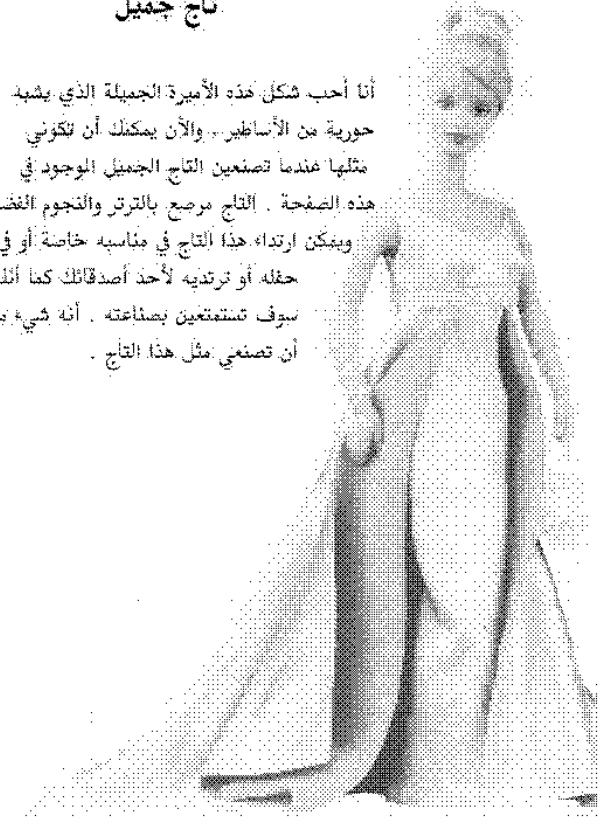 تاج جميل
أنا أحب شكل هذه الأميرة الجميلة الذي يشبه
حورية من الأساطير . والآن يمكنك أن تكوني
مثلها عندما تصنعين التاج الجميل الموجود في
هذه الصفحة . التاج مرصع بالترتر والنجوم
ويمكن ارتداء هذا التاج في مناسبه خاصة أو في
حفله أو ترتديه لأحد أصدقائك كما
سوف تستمتعين بصناعته . أنه شيء
أن تصنعي مثل هذا التاج .